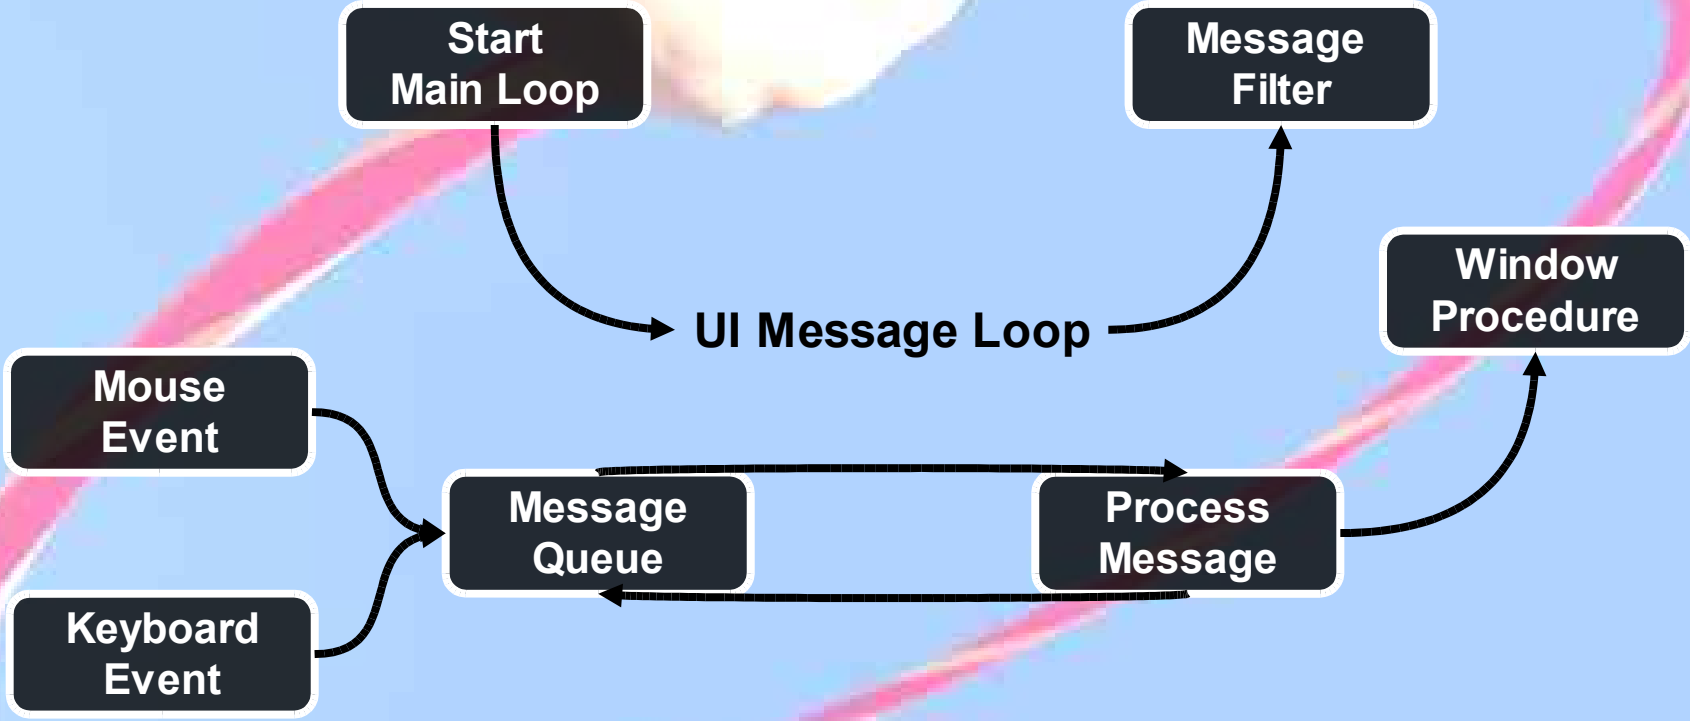 Start
Main Loop
Message
Filter
Window
Procedure
UI Message Loop
Mouse
Event
Message
Queue
Process
Message
Keyboard
Event